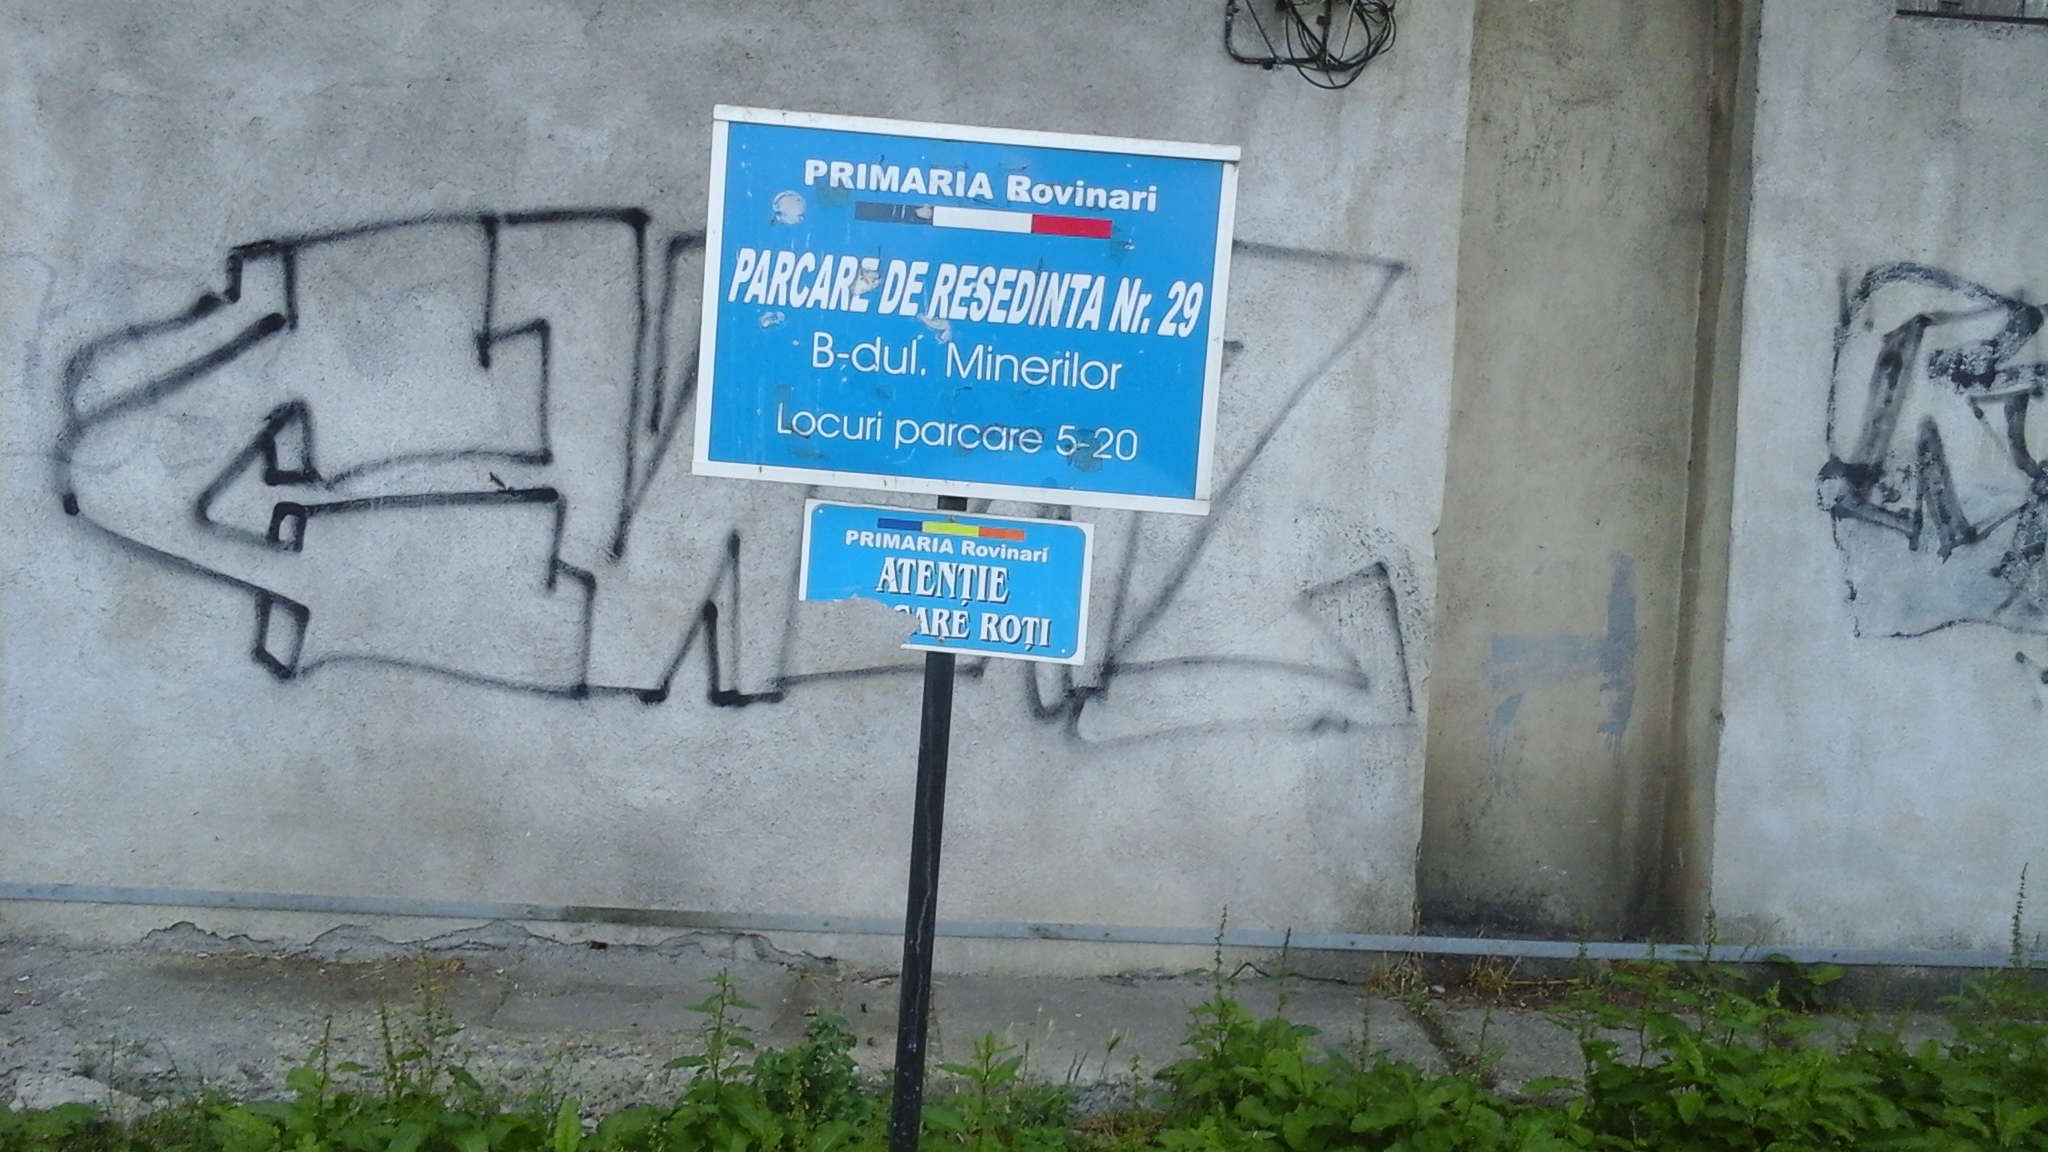 PRIMARIA Rovinari
PARCARE DE RESEDINTA Nr. 29
B-dul. Minerilor
Locuri parcare 5-20
PRIMARIA Rovinari
ATENȚIE
ROȚI